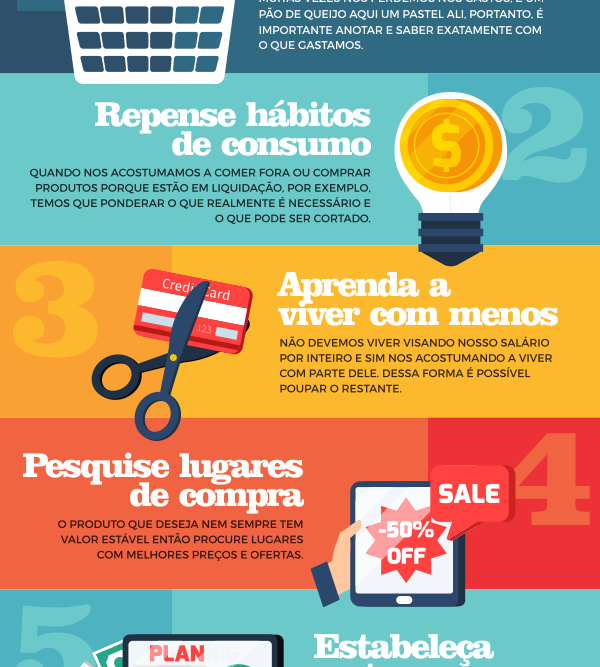 PÃO DE QUEIJO AQUI UM PASTEL ALI, PORTANTO, É
IMPORTANTE ANOTAR E SABER EXATAMENTE COM
O QUE GASTAMOS.
2
Repense hábitos
de consumo
QUANDO NOS ACOSTUMAMOS A COMER FORA OU COMPRAR
PRODUTOS PORQUE ESTÃO EM LIQUIDAÇÃO, POR EXEMPLO,
TEMOS QUE PONDERAR O QUE REALMENTE É NECESSÁRIO E
O QUE PODE SER CORTADO.
$
3
Credit Card
123
Aprenda a
viver com menos
NÃO DEVEMOS VIVER VISANDO NOSSO SALÁRIO
POR INTEIRO E SIM NOS ACOSTUMANDO A VIVER
COM PARTE DELE. DESSA FORMA É POSSÍVEL
POUPAR O RESTANTE.
4
Pesquise lugares
de compra
O PRODUTO QUE DESEJA NEM SEMPRE TEM
VALOR ESTÁVEL ENTÃO PROCURE LUGARES
COM MELHORES PREÇOS E OFERTAS.
SALE
-50%
OFF
5
PLAN
Estabeleça